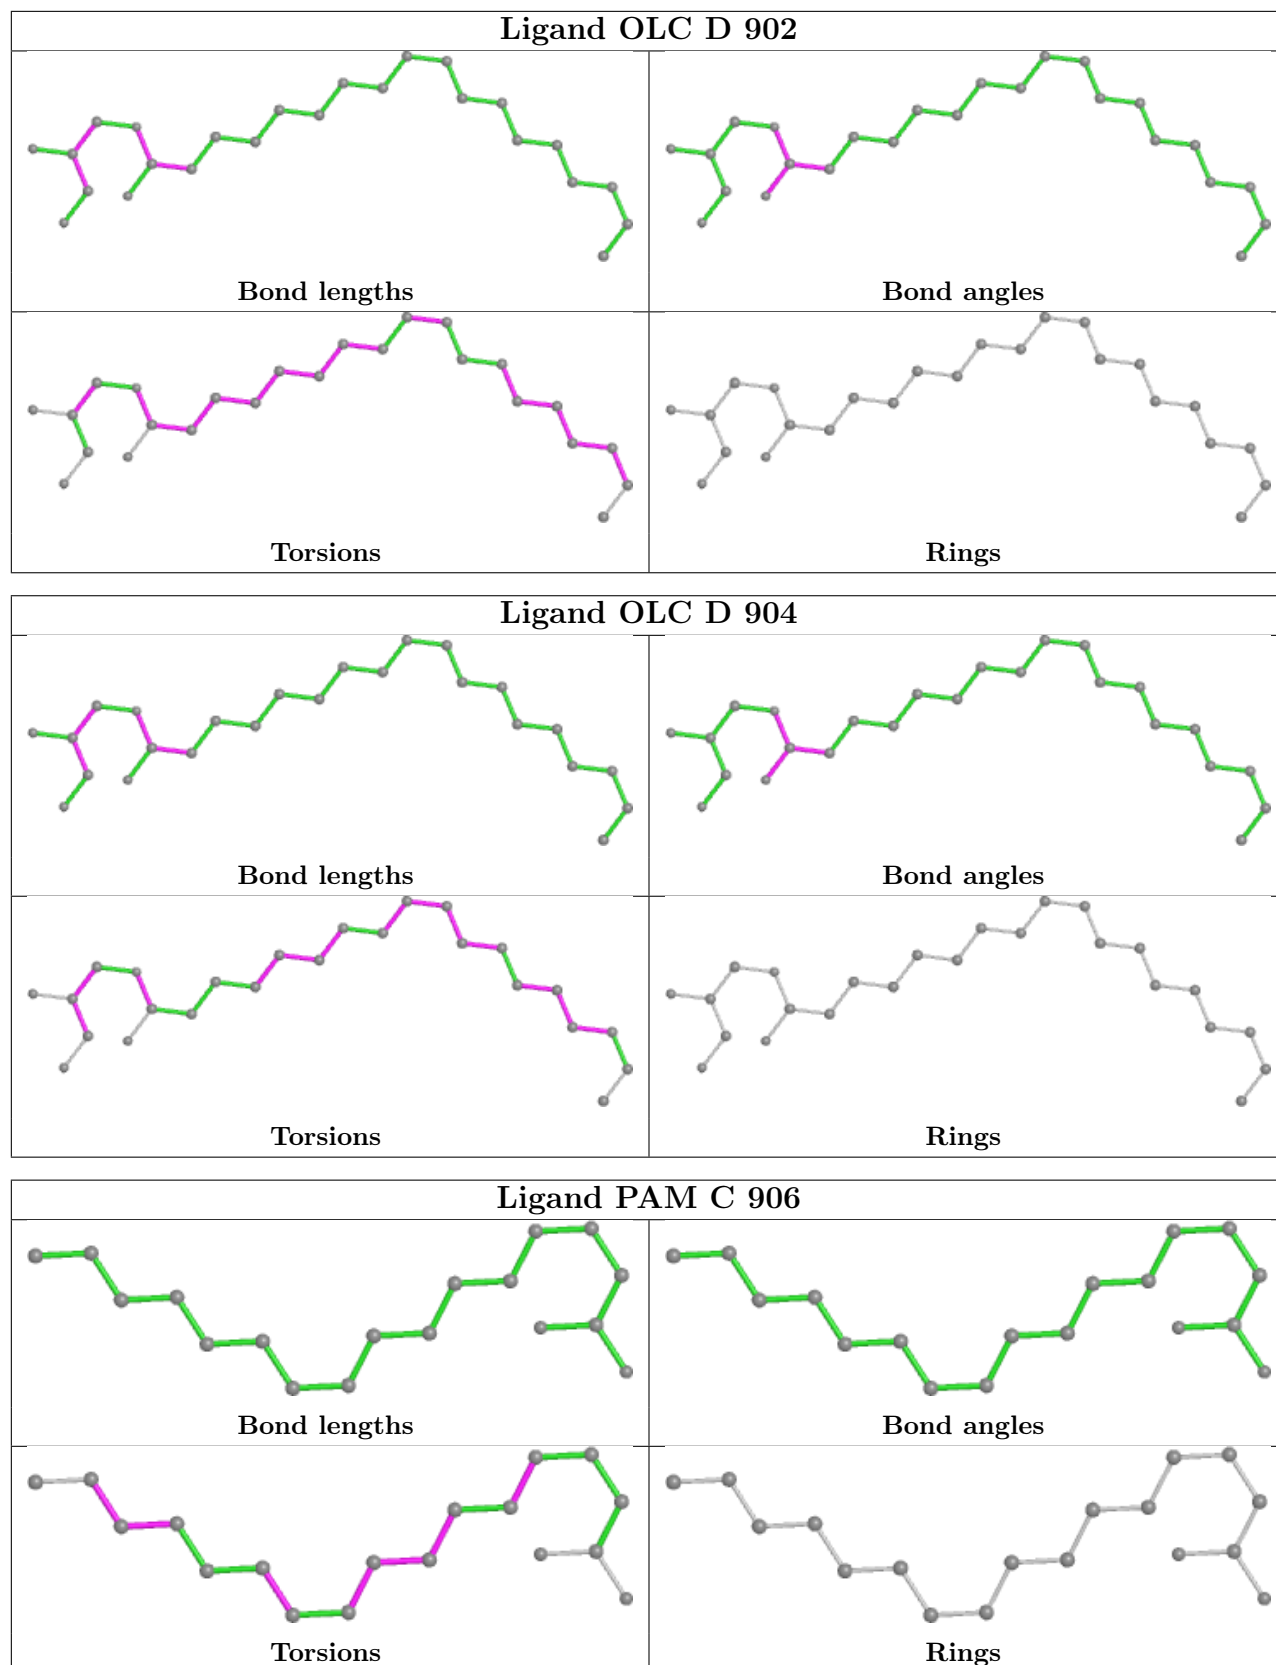 Ligand OLC D 902
Bond lengths
Bond angles
Torsions
Rings
Ligand OLC D 904
Bond lengths
Bond angles
Torsions
Rings
Ligand PAM C 906
Bond lengths
Bond angles
Torsions
Rings